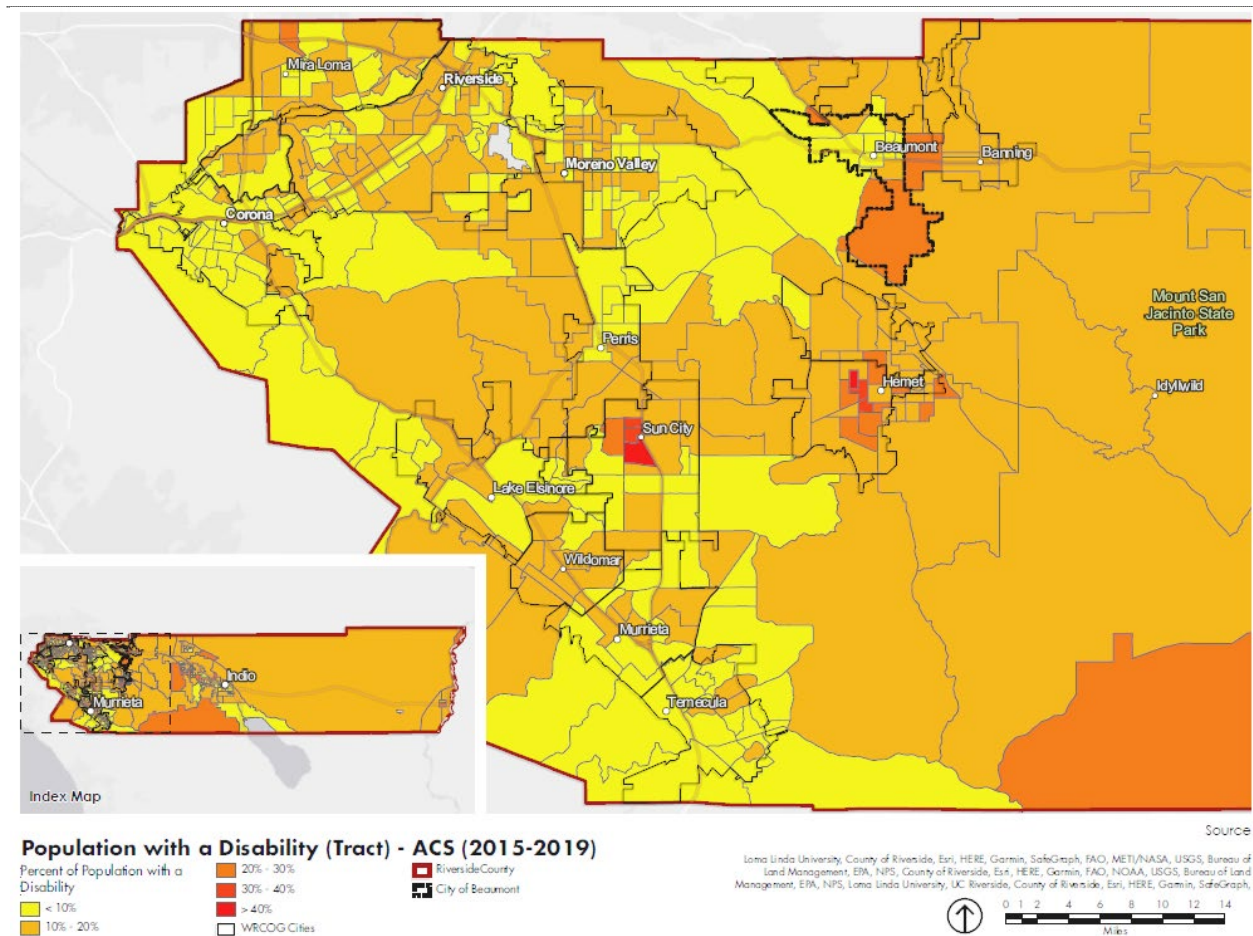 Mira Loma
Riverside
Moreno Valley
Beaumont
Banning
Corona
Mount San
Jacinto State
Park
Perris
Hemet
Idyllwild
Sun City
Lake Elsinore
Wildomar
Murrieta
Temecula
Indio
Murrieta
Index Map
Source
Population with a Disability (Tract) - ACS (2015-2019)
Percent of Population with a
Disability
< 10%
10% - 20%
20% - 30%
30% - 40%
> 40%
WRCOG Cities
RiversideCounty
City of Beaumont
Loma Linda University, County of Riverside, Esri, HERE, Garmin, SafeGraph, FAO, METI/NASA, USGS, Bureau of
Land Management, EPA, NPS, County of Riverside, Esri, HERE, Garmin, FAO, NOAA, USGS, Bureau of Land
Management, EPA, NPS, Loma Linda University, UC Riverside, County of Riverside, Esri, HERE, Garmin, SafeGraph,
0 1 2 4 6 8 10 12 14
Miles